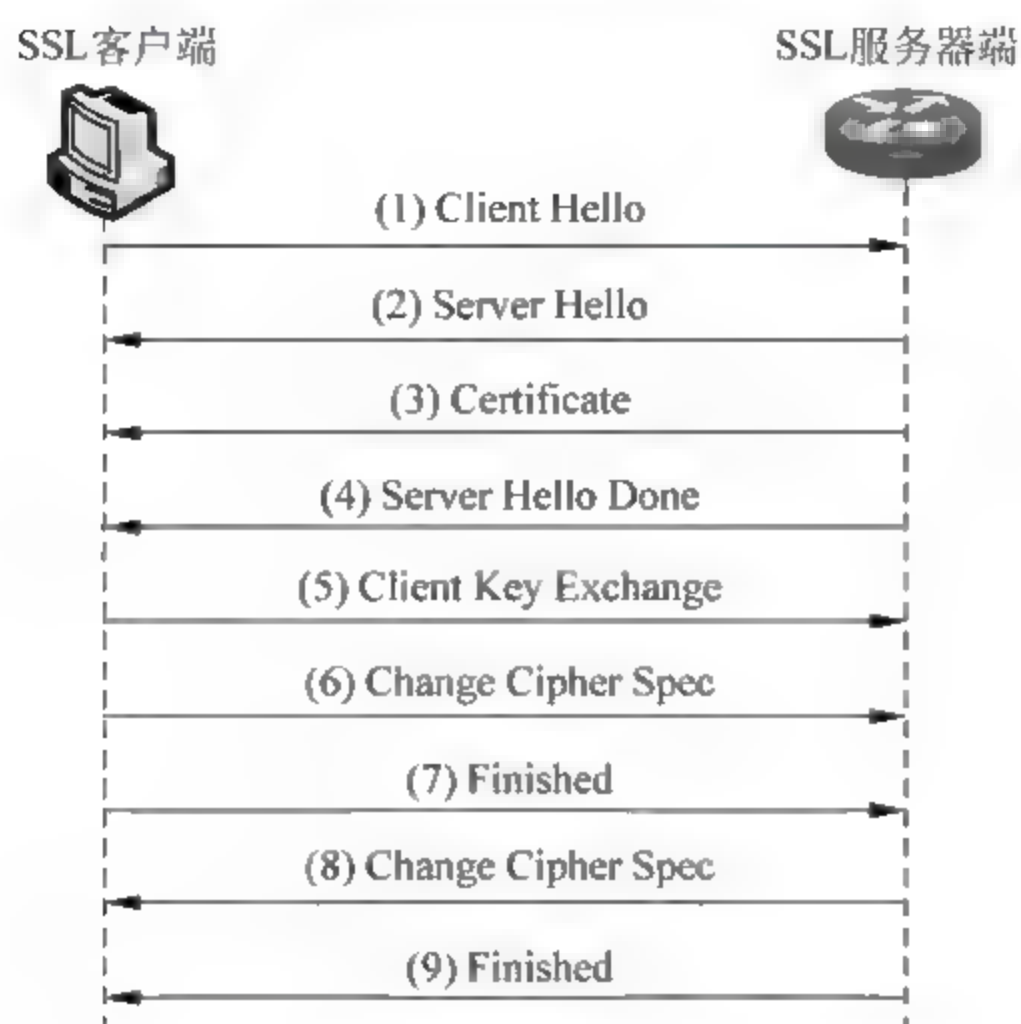 SSL客户端
SSL服务器端
(1) Client Hello
(2) Server Hello
(3) Certificate
(4) Server Hello Done
(5) Client Key Exchange
(6) Change Cipher Spec
(7) Finished
(8) Change Cipher Spec
(9) Finished